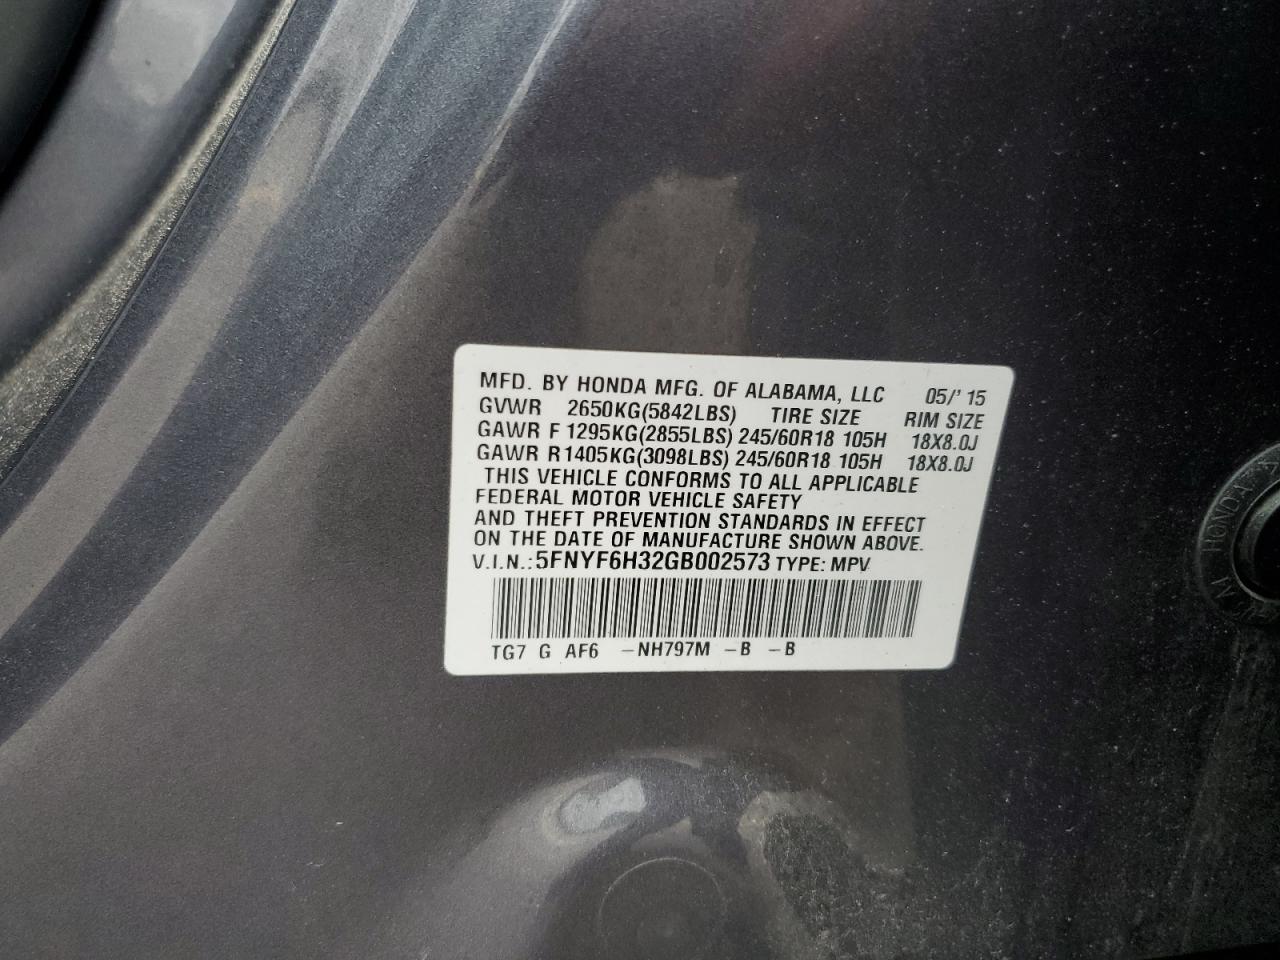 MFD. BY HONDA MFG. OF ALABAMA, LLC 05/'15
GVWR 2650KG(5842LBS) TIRE SIZE RIM SIZE
GAWR F 1295KG(2855LBS) 245/60R18 105H 18X8.0J
GAWR R 1405KG(3098LBS) 245/60R18 105H 18X8.0J
THIS VEHICLE CONFORMS TO ALL APPLICABLE
FEDERAL MOTOR VEHICLE SAFETY
AND THEFT PREVENTION STANDARDS IN EFFECT
ON THE DATE OF MANUFACTURE SHOWN ABOVE.
V.I.N.: 5FNYF6H32GB002573 TYPE: MPV
TG7 G AF6 -NH797M -B -B
HONDA